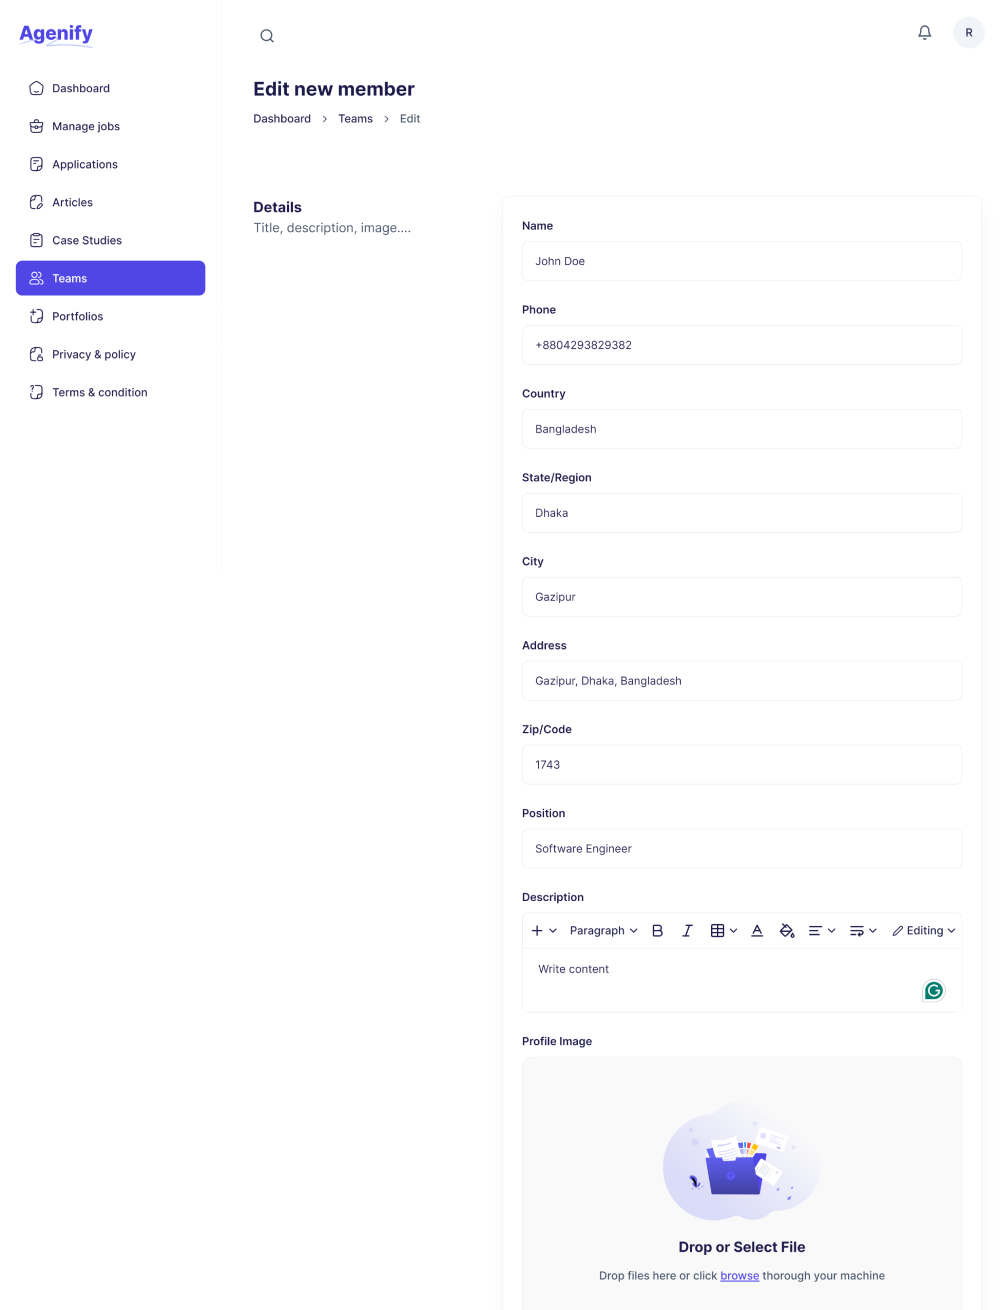 Agenify
R
Dashboard
Manage jobs
Applications
Articles
Case Studies
Teams
Portfolios
Privacy & policy
Terms & condition
Edit new member
Dashboard > Teams > Edit
Details
Title, description, image....
Name
John Doe
Phone
+8804293829382
Country
Bangladesh
State/Region
Dhaka
City
Gazipur
Address
Gazipur, Dhaka, Bangladesh
Zip/Code
1743
Position
Software Engineer
Description
Paragraph B I A Editing
Write content
Profile Image
Drop or Select File
Drop files here or click browse thorough your machine